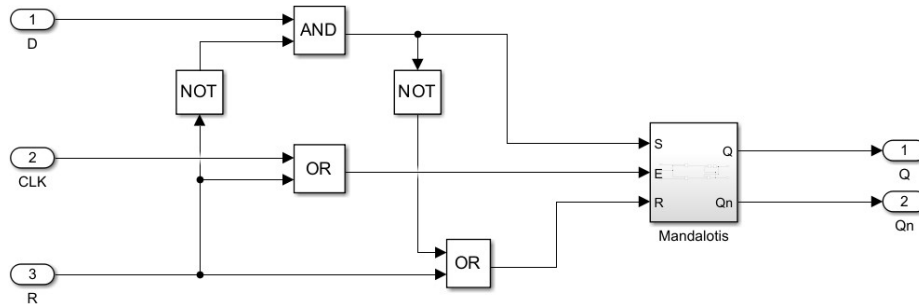 1
D
AND
NOT
NOT
2
CLK
OR
S
E
R
Q
Qn
Mandalotis
1
Q
2
Qn
OR
3
R